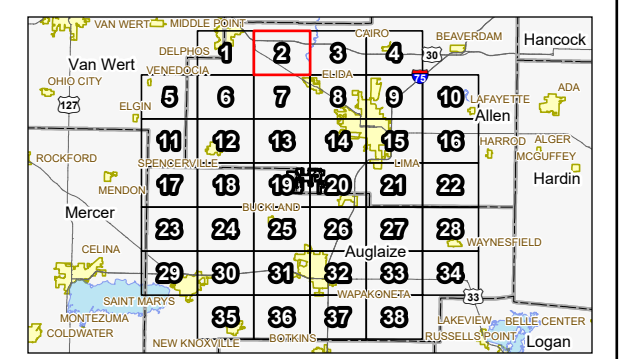 VAN WERT
MIDDLE POINT
CAIRO
BEAVERDAM
Hancock
DELPHOS
1
2
3
4
30
Van Wert
VENEDOCIA
ELIDA
75
OHIO CITY
ADA
127
ELGIN
5
6
7
8
9
10
LAFAYETTE
Allen
11
12
13
14
15
16
HARROD
ALGER
ROCKFORD
SPENCERVILLE
LIMA
MCGUFFEY
MENDON
17
18
19
20
21
22
Hardin
Mercer
BUCKLAND
23
24
25
26
27
28
WAYNESFIELD
CELINA
Auglaize
29
30
31
32
33
34
WAPAKONETA
33
SAINT MARYS
MONTEZUMA
35
36
37
38
LAKEVIEW
BELLE CENTER
COLDWATER
NEW KNOXVILLE
BOTKINS
RUSSELLS POINT
Logan